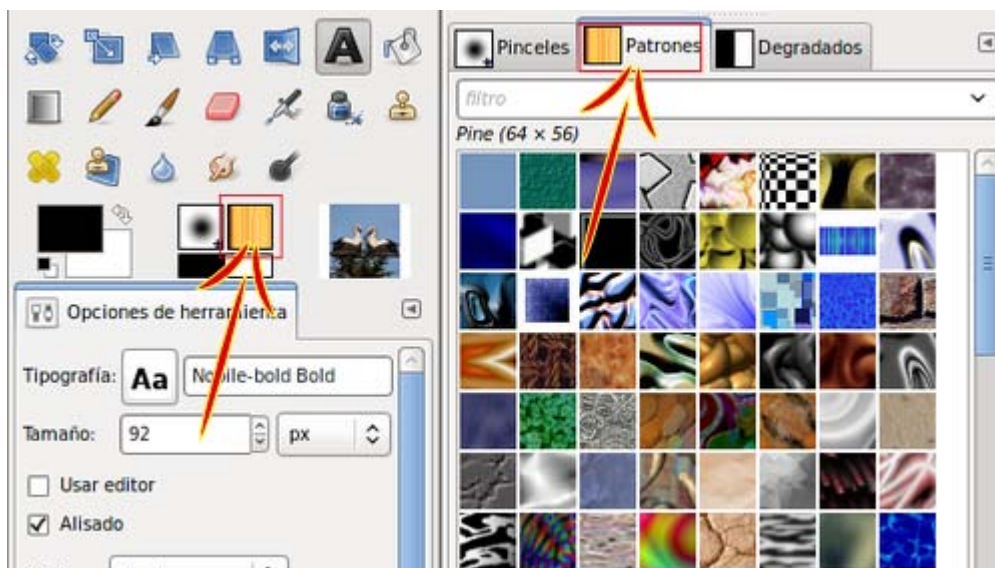 Pinceles
Patrones
Degradados
filtro
Pine (64 × 56)
Opciones de herramienta
Tipografía:
Aa
Nobile-bold Bold
Tamaño:
92
px
Usar editor
Alisado